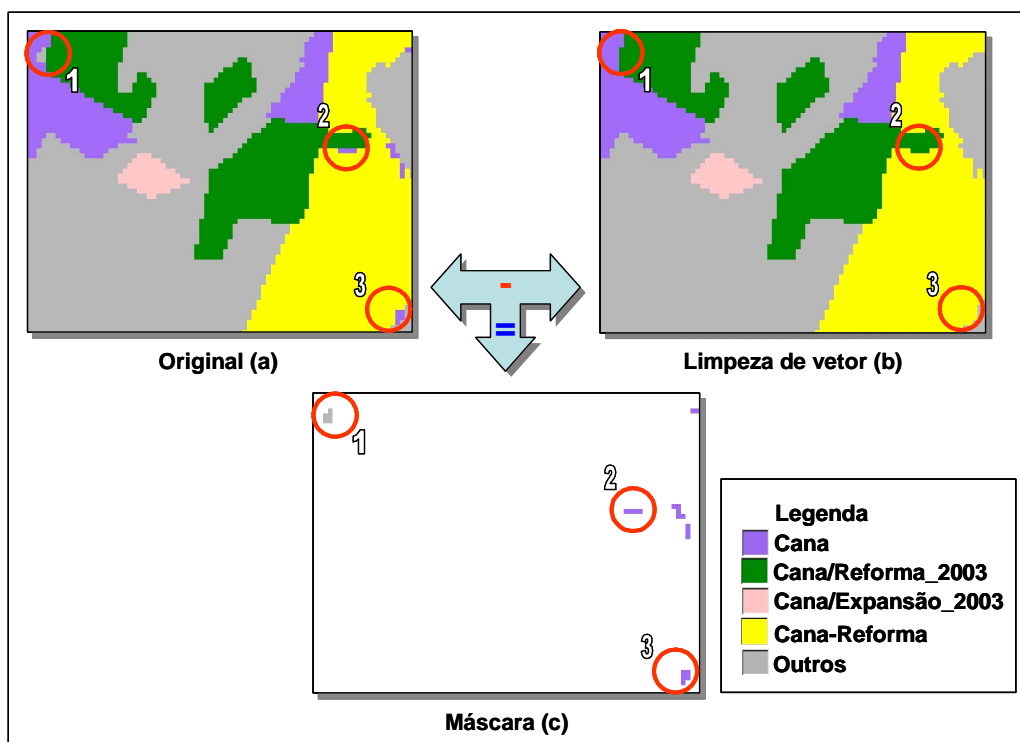 1
2
3
Original (a)
1
2
3
Limpeza de vetor (b)
-
=
1
2
3
Máscara (c)
Legenda
Cana
Cana/Reforma_2003
Cana/Expansão_2003
Cana-Reforma
Outros